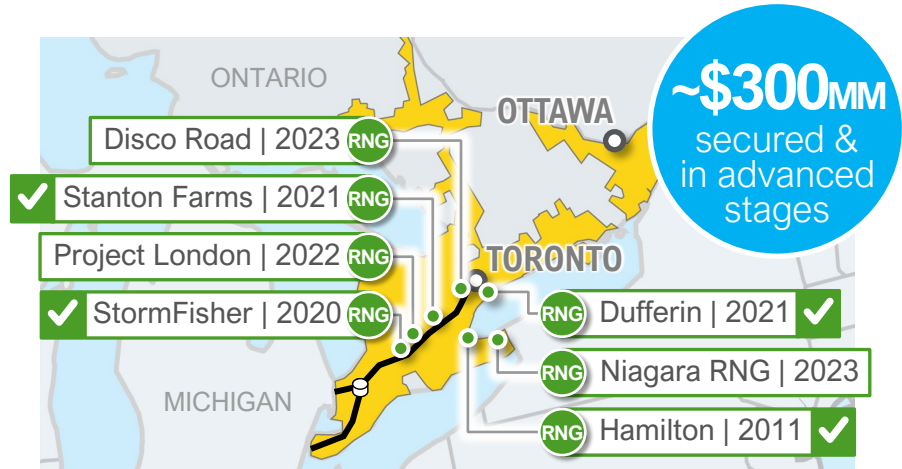 ONTARIO
OTTAWA
~$300MM
secured &
in advanced
stages
Disco Road | 2023 RNG
Stanton Farms | 2021 RNG
Project London | 2022 RNG
StormFisher | 2020 RNG
TORONTO
RNG Dufferin | 2021
RNG Niagara RNG | 2023
RNG Hamilton | 2011
MICHIGAN